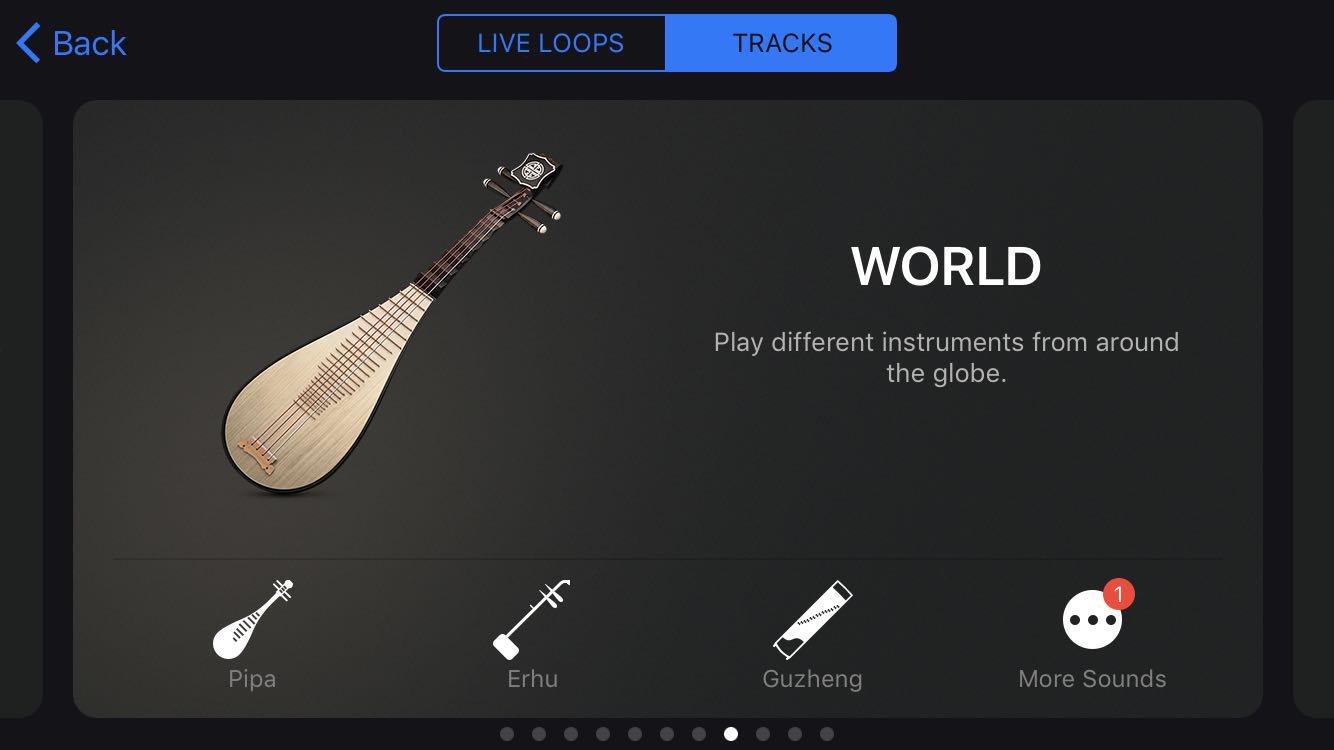 Back
LIVE LOOPS
TRACKS
WORLD
Play different instruments from around
the globe.
1
Pipa
Erhu
Guzheng
More Sounds